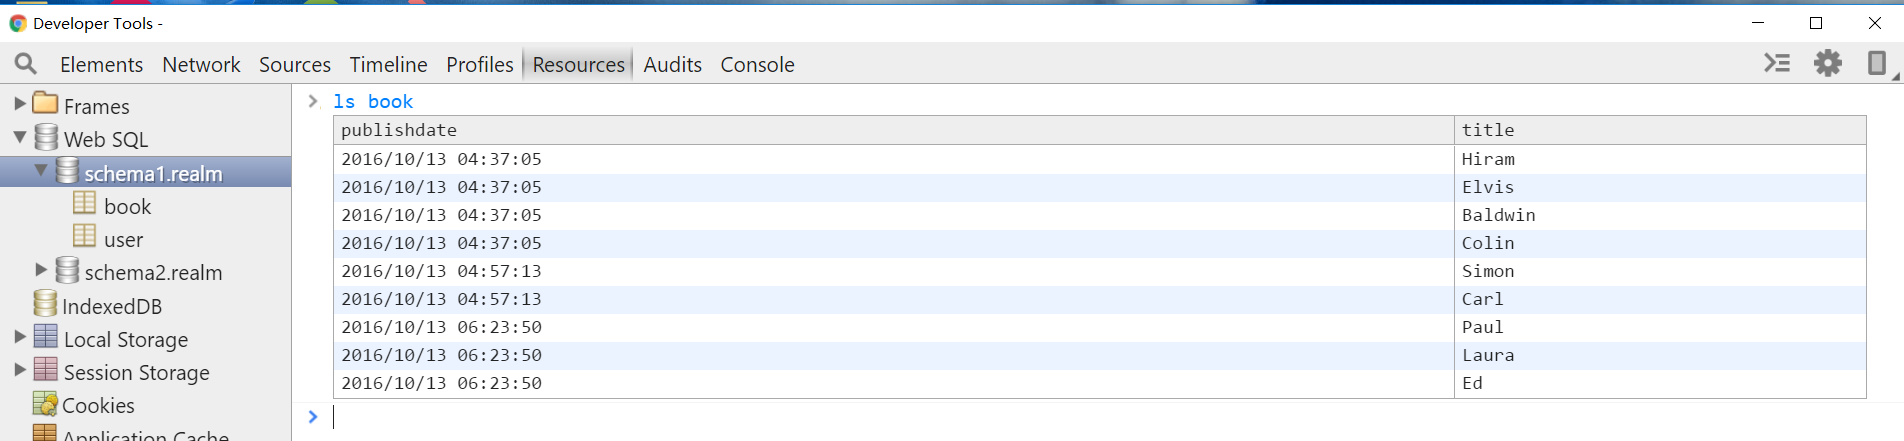 Developer Tools -
Elements Network Sources Timeline Profiles Resources Audits Console
Frames
Web SQL
schema1.realm
book
user
schema2.realm
IndexedDB
Local Storage
Session Storage
Cookies
Application Cache
> ls book
publishdate title
2016/10/13 04:37:05 Hiram
2016/10/13 04:37:05 Elvis
2016/10/13 04:37:05 Baldwin
2016/10/13 04:37:05 Colin
2016/10/13 04:57:13 Simon
2016/10/13 04:57:13 Carl
2016/10/13 06:23:50 Paul
2016/10/13 06:23:50 Laura
2016/10/13 06:23:50 Ed
>